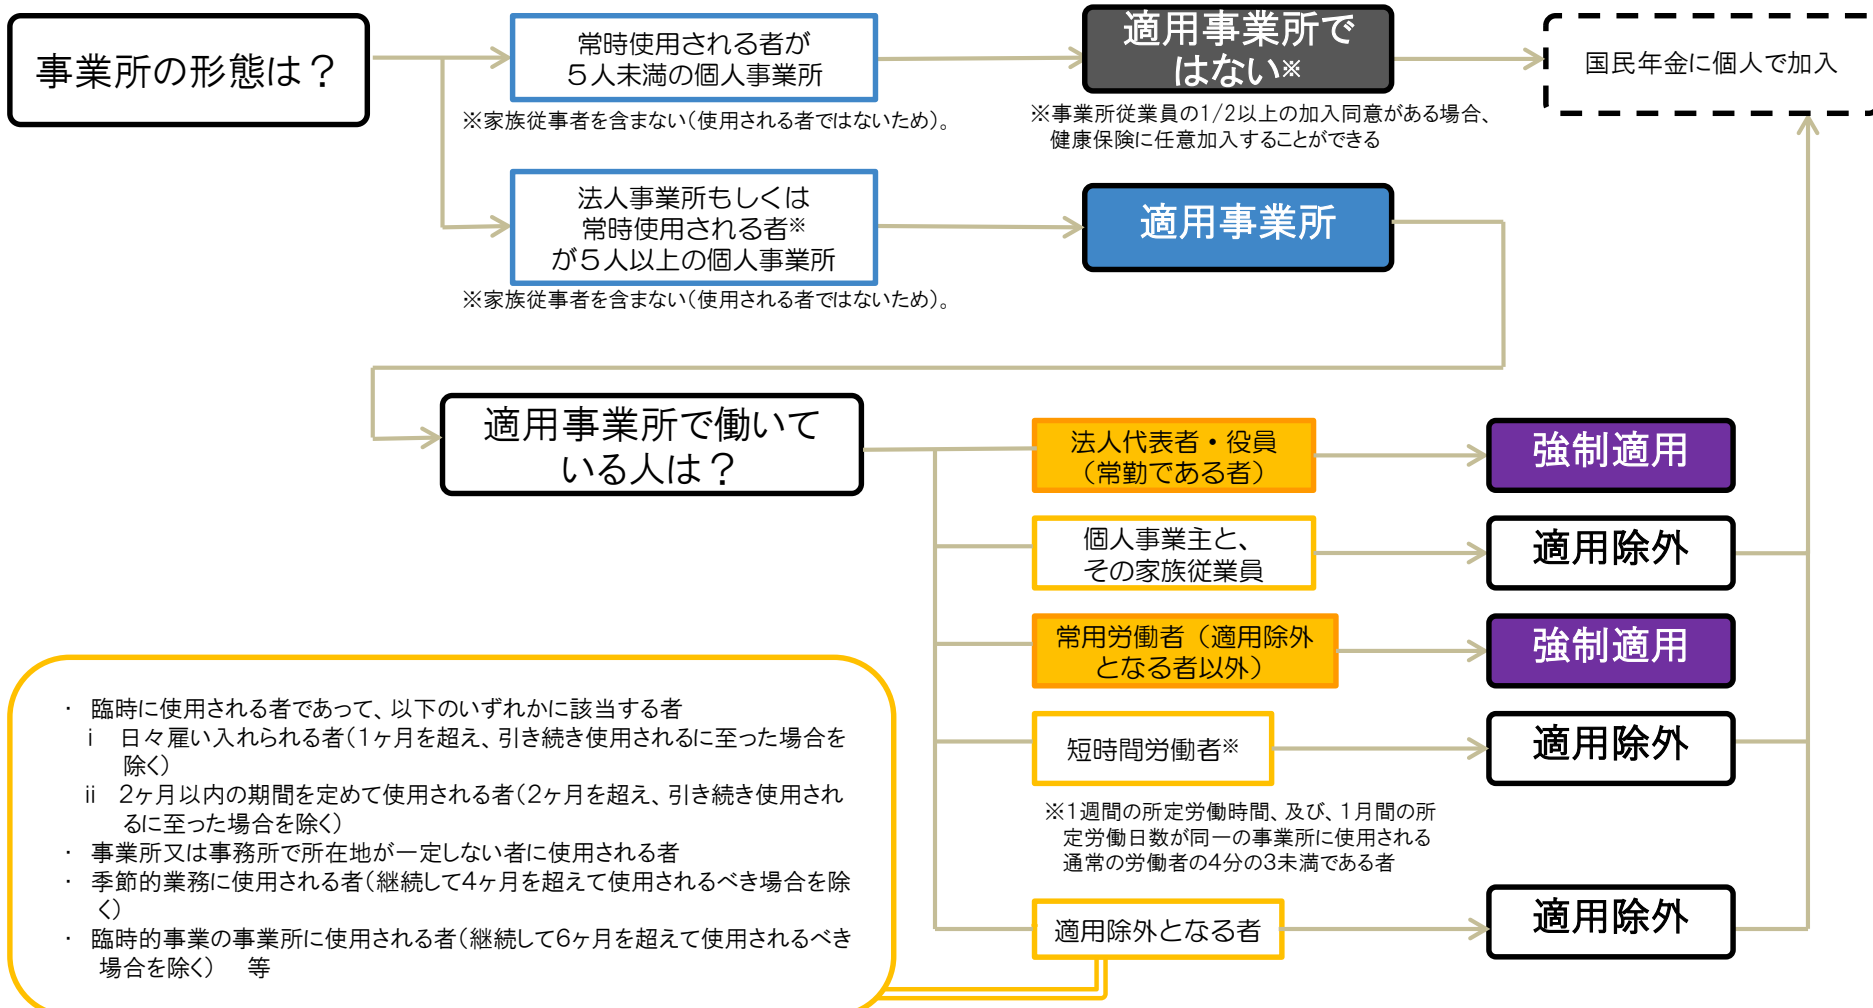 事業所の形態は？
常時使用される者が
５人未満の個人事業所
※家族従事者を含まない（使用される者ではないため）。
適用事業所で
はない※
※事業所従業員の1/2以上の加入同意がある場合、
健康保険に任意加入することができる
国民年金に個人で加入
法人事業所もしくは
常時使用される者※
が５人以上の個人事業所
※家族従事者を含まない（使用される者ではないため）。
適用事業所
適用事業所で働いて
いる人は？
法人代表者・役員
（常勤である者）
強制適用
個人事業主と、
その家族従業員
適用除外
常用労働者（適用除外
となる者以外）
強制適用
短時間労働者※
適用除外
※1週間の所定労働時間、及び、1月間の所
定労働日数が同一の事業所に使用される
通常の労働者の4分の3未満である者
適用除外となる者
適用除外
・ 臨時に使用される者であって、以下のいずれかに該当する者
ⅰ 日々雇い入れられる者（1ヶ月を超え、引き続き使用されるに至った場合を
除く）
ⅱ 2ヶ月以内の期間を定めて使用される者（2ヶ月を超え、引き続き使用され
るに至った場合を除く）
・ 事業所又は事務所で所在地が一定しない者に使用される者
・ 季節的業務に使用される者（継続して4ヶ月を超えて使用されるべき場合を除
く）
・ 臨時的事業の事業所に使用される者（継続して6ヶ月を超えて使用されるべき
場合を除く） 等